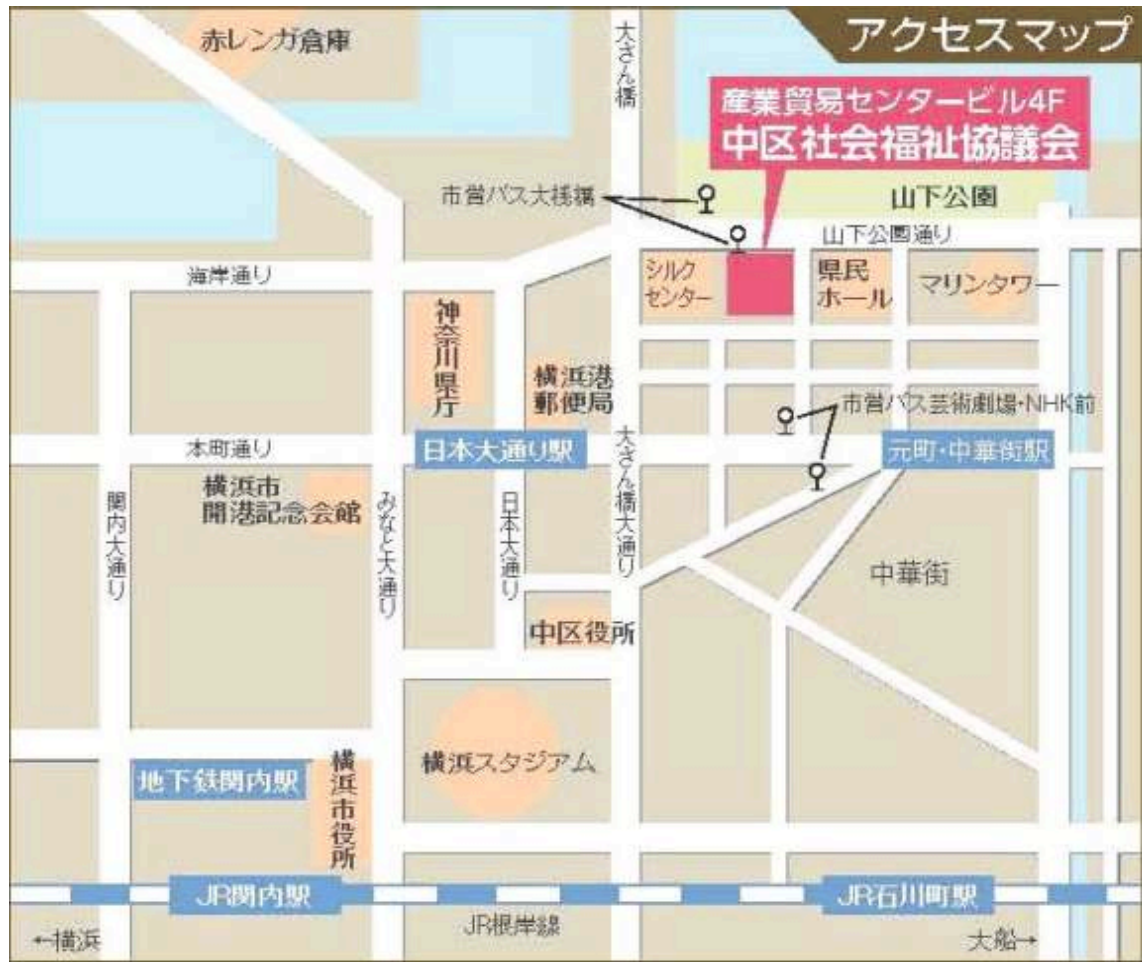 アクセスマップ
赤レンガ倉庫
大さん橋
産業貿易センタービル4F
中区社会福祉協議会
市営バス大桟橋
山下公園
山下公園通り
海岸通り
シルク
センター
県民
ホール
マリンタワー
神奈川県庁
横浜港
郵便局
市営バス芸術劇場・NHK前
本町通り
日本大通り駅
元町・中華街駅
横浜市
開港記念会館
関内大通り
みなと大通り
日本大通り
大さん橋大通り
中華街
中区役所
横浜スタジアム
地下鉄関内駅
横浜市役所
JR関内駅
JR石川町駅
JR根岸線
←横浜
大船→